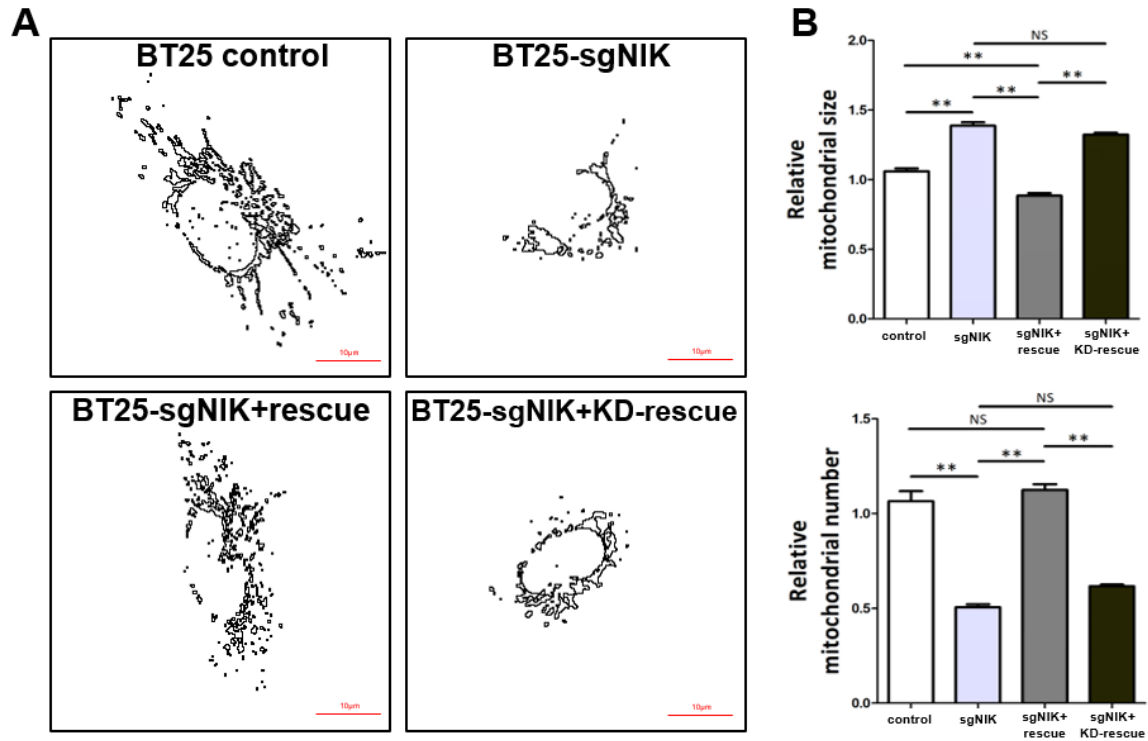 A
BT25 control
10μm
BT25-sgNIK
10μm
BT25-sgNIK+rescue
10μm
BT25-sgNIK+KD-rescue
10μm
B
Relative
mitochondrial size
2.0
1.5
1.0
0.5
0.0
NS
**
**
**
**
control
sgNIK
sgNIK+
rescue
sgNIK+
KD-rescue
Relative
mitochondrial number
1.5
1.0
0.5
0.0
NS
NS
**
**
**
control
sgNIK
sgNIK+
rescue
sgNIK+
KD-rescue